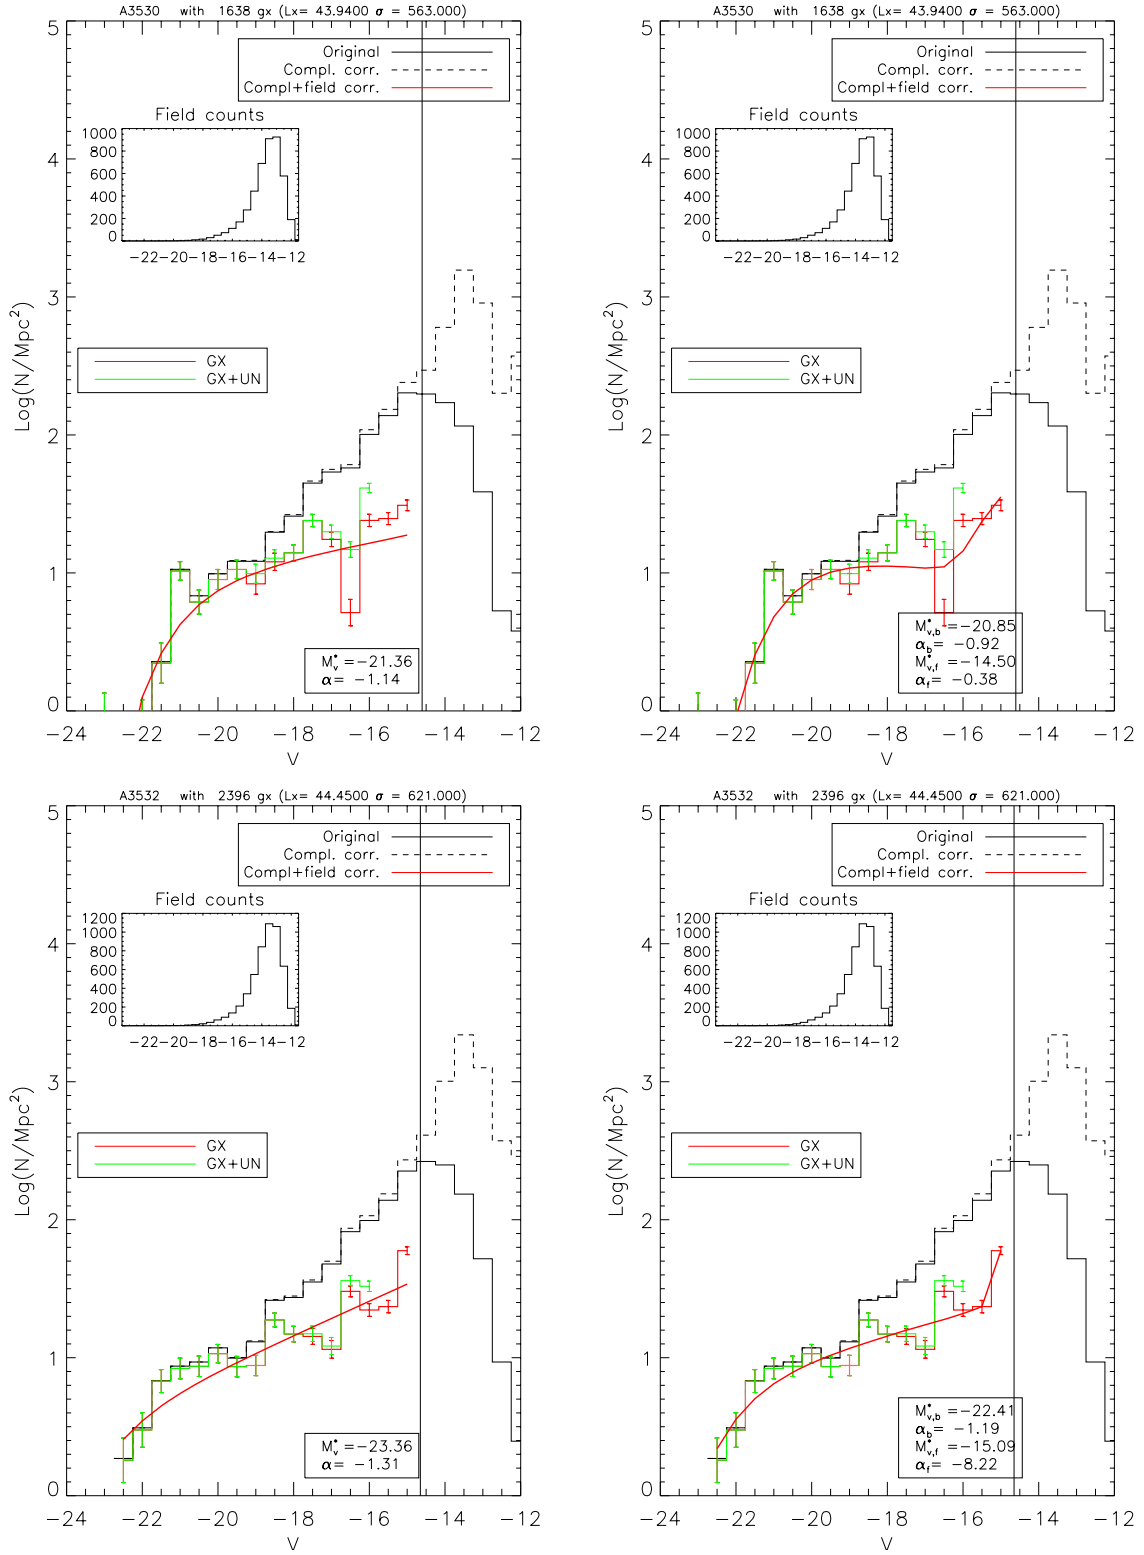 A3530 with 1638 gx (Lx= 43.9400 σ = 563.000)
Original
Compl. corr.
Compl+field corr.
Field counts
1000
800
600
400
200
0
−22−20−18−16−14−12
GX
GX+UN
Log(N/Mpc²)
5
4
3
2
1
0
M*v =−21.36
α= −1.14
−24 −22 −20 −18 −16 −14 −12
V
A3530 with 1638 gx (Lx= 43.9400 σ = 563.000)
Original
Compl. corr.
Compl+field corr.
Field counts
1000
800
600
400
200
0
−22−20−18−16−14−12
GX
GX+UN
Log(N/Mpc²)
5
4
3
2
1
0
M*v,b =−20.85
αb= −0.92
M*v,f =−14.50
αf= −0.38
−24 −22 −20 −18 −16 −14 −12
V
A3532 with 2396 gx (Lx= 44.4500 σ = 621.000)
Original
Compl. corr.
Compl+field corr.
Field counts
1200
1000
800
600
400
200
0
−22−20−18−16−14−12
GX
GX+UN
Log(N/Mpc²)
5
4
3
2
1
0
M*v =−23.36
α= −1.31
−24 −22 −20 −18 −16 −14 −12
V
A3532 with 2396 gx (Lx= 44.4500 σ = 621.000)
Original
Compl. corr.
Compl+field corr.
Field counts
1200
1000
800
600
400
200
0
−22−20−18−16−14−12
GX
GX+UN
Log(N/Mpc²)
5
4
3
2
1
0
M*v,b =−22.41
αb= −1.19
M*v,f =−15.09
αf= −8.22
−24 −22 −20 −18 −16 −14 −12
V